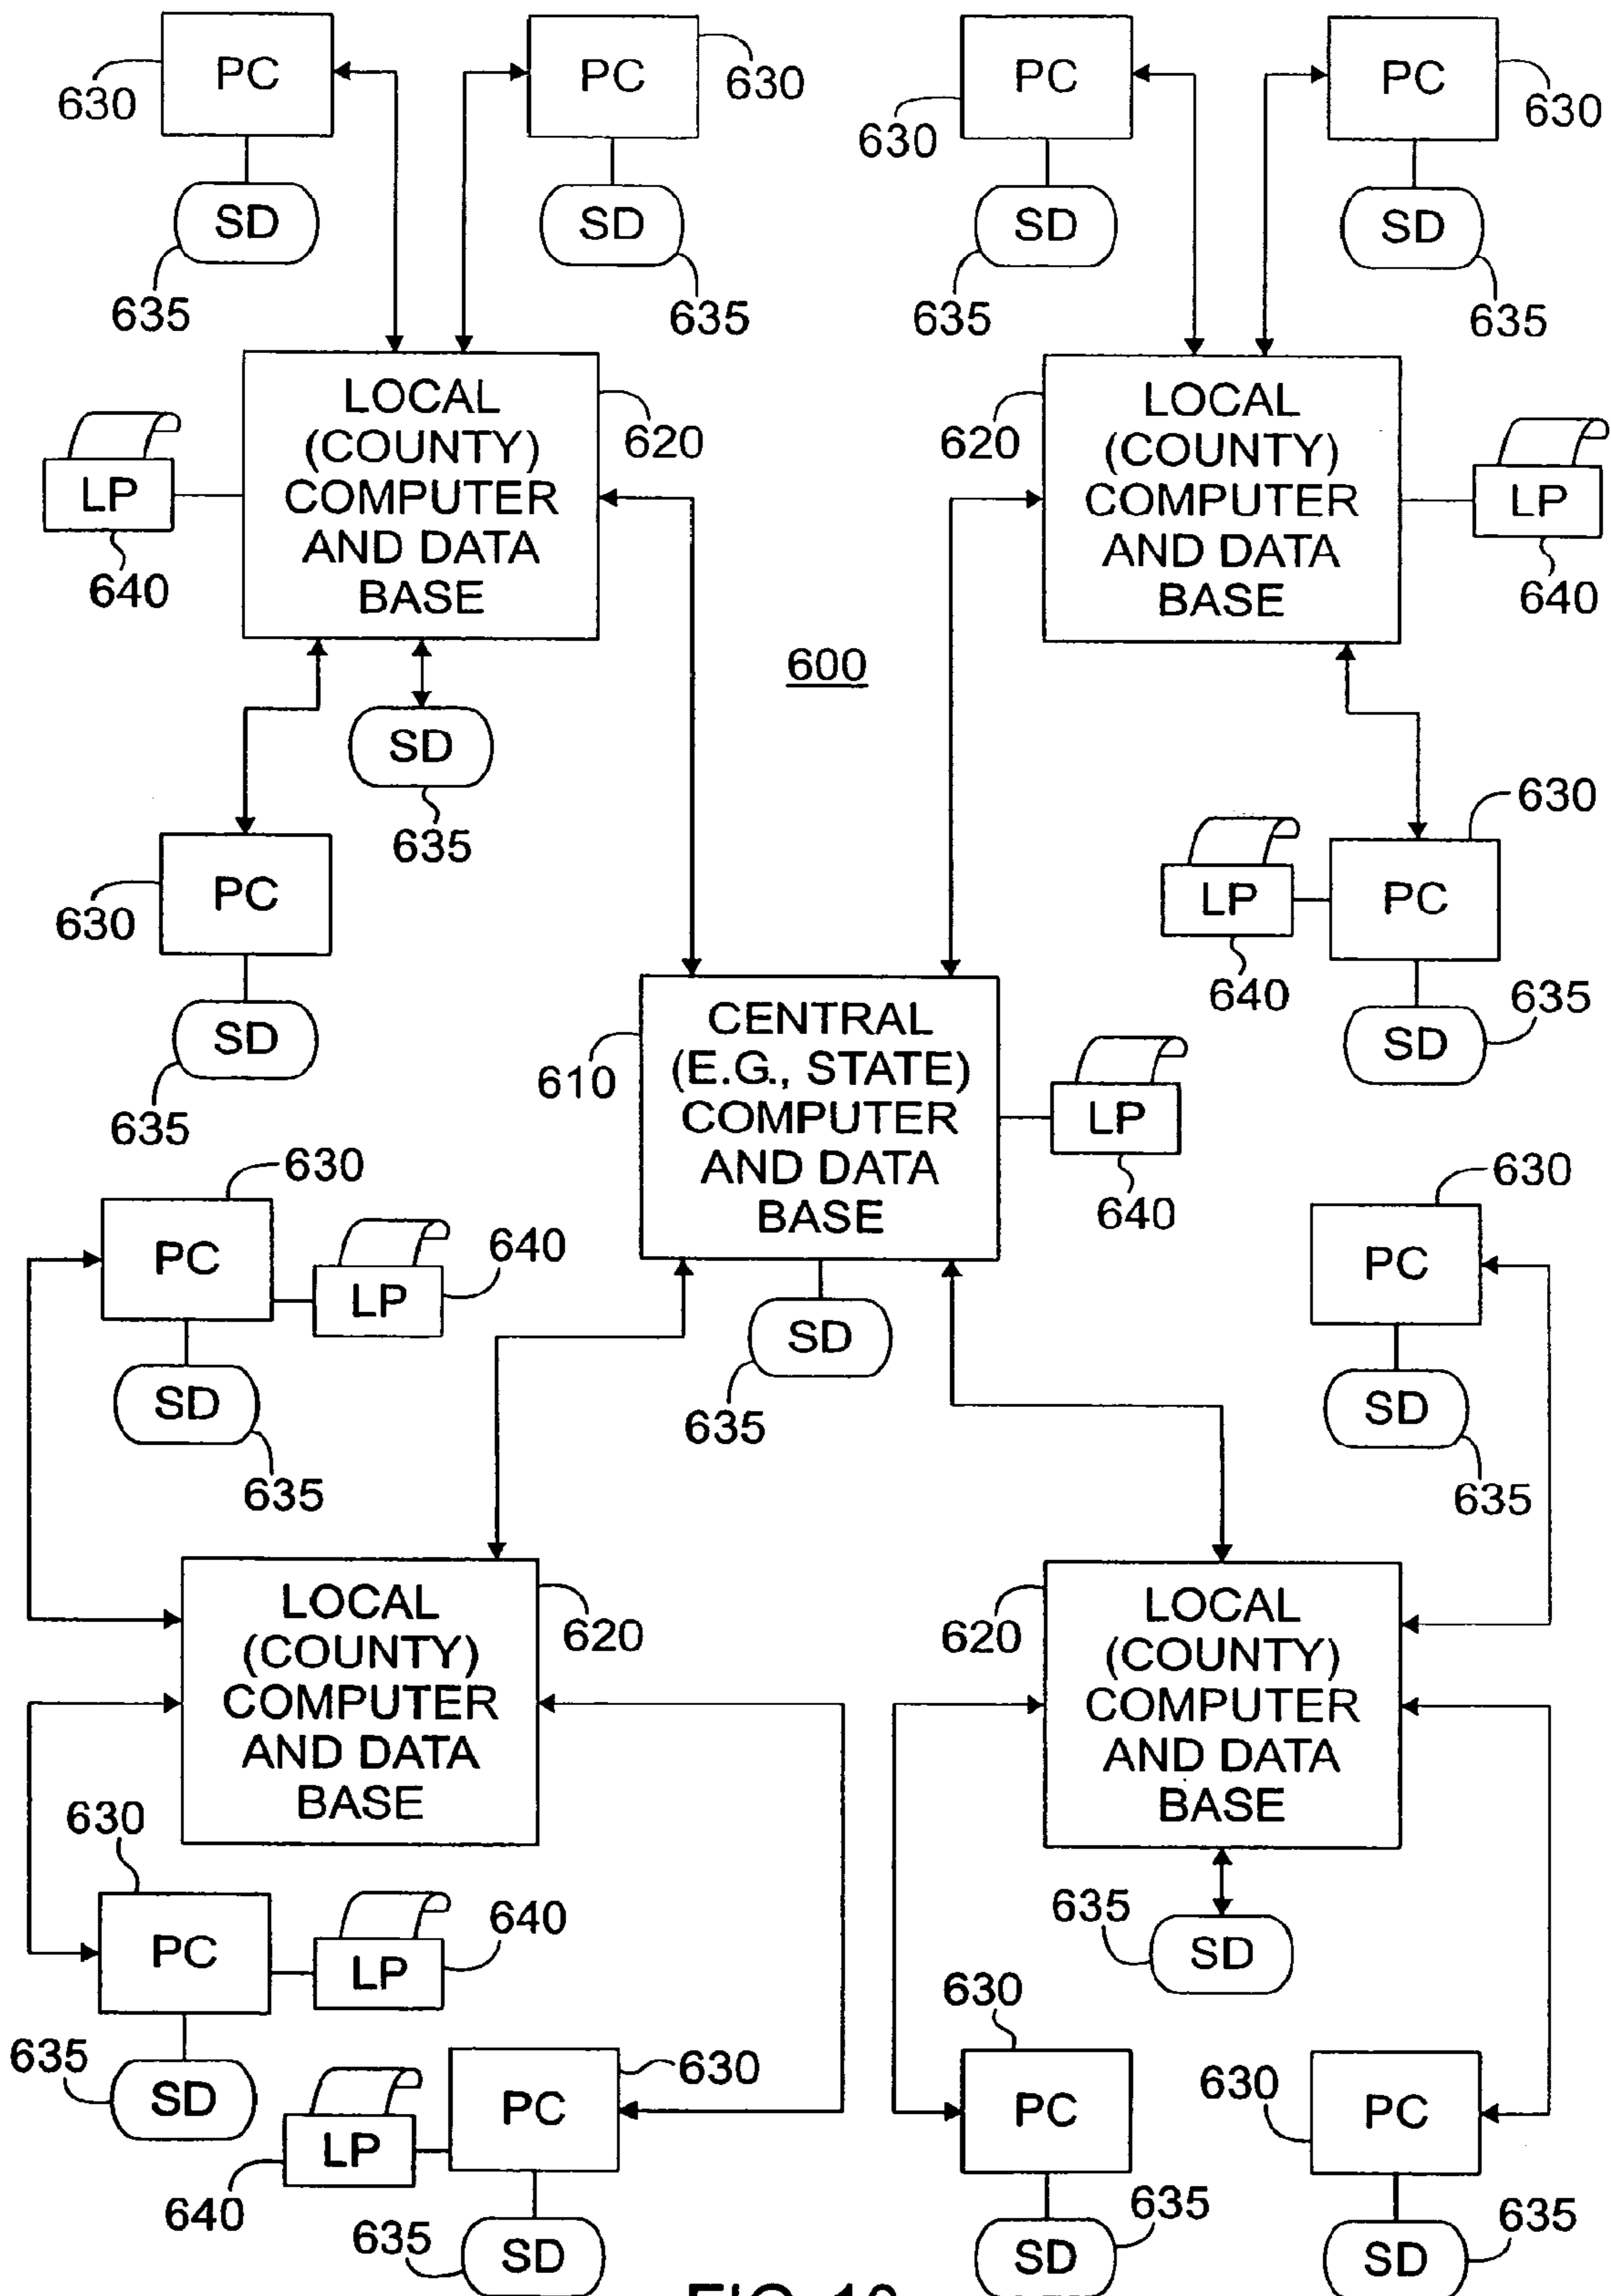 PC
630
PC
630
SD
635
SD
635
PC
630
PC
630
SD
635
SD
635
LOCAL
(COUNTY)
COMPUTER
AND DATA
BASE
620
LP
640
SD
635
PC
630
SD
635
LOCAL
(COUNTY)
COMPUTER
AND DATA
BASE
620
LP
640
600
PC
630
LP
640
SD
635
CENTRAL
(E.G., STATE)
COMPUTER
AND DATA
BASE
610
LP
640
SD
635
PC
630
LP
640
SD
635
PC
630
SD
635
LOCAL
(COUNTY)
COMPUTER
AND DATA
BASE
620
PC
630
LP
640
SD
635
PC
630
LP
640
SD
635
LOCAL
(COUNTY)
COMPUTER
AND DATA
BASE
620
SD
635
PC
630
SD
635
PC
630
SD
635